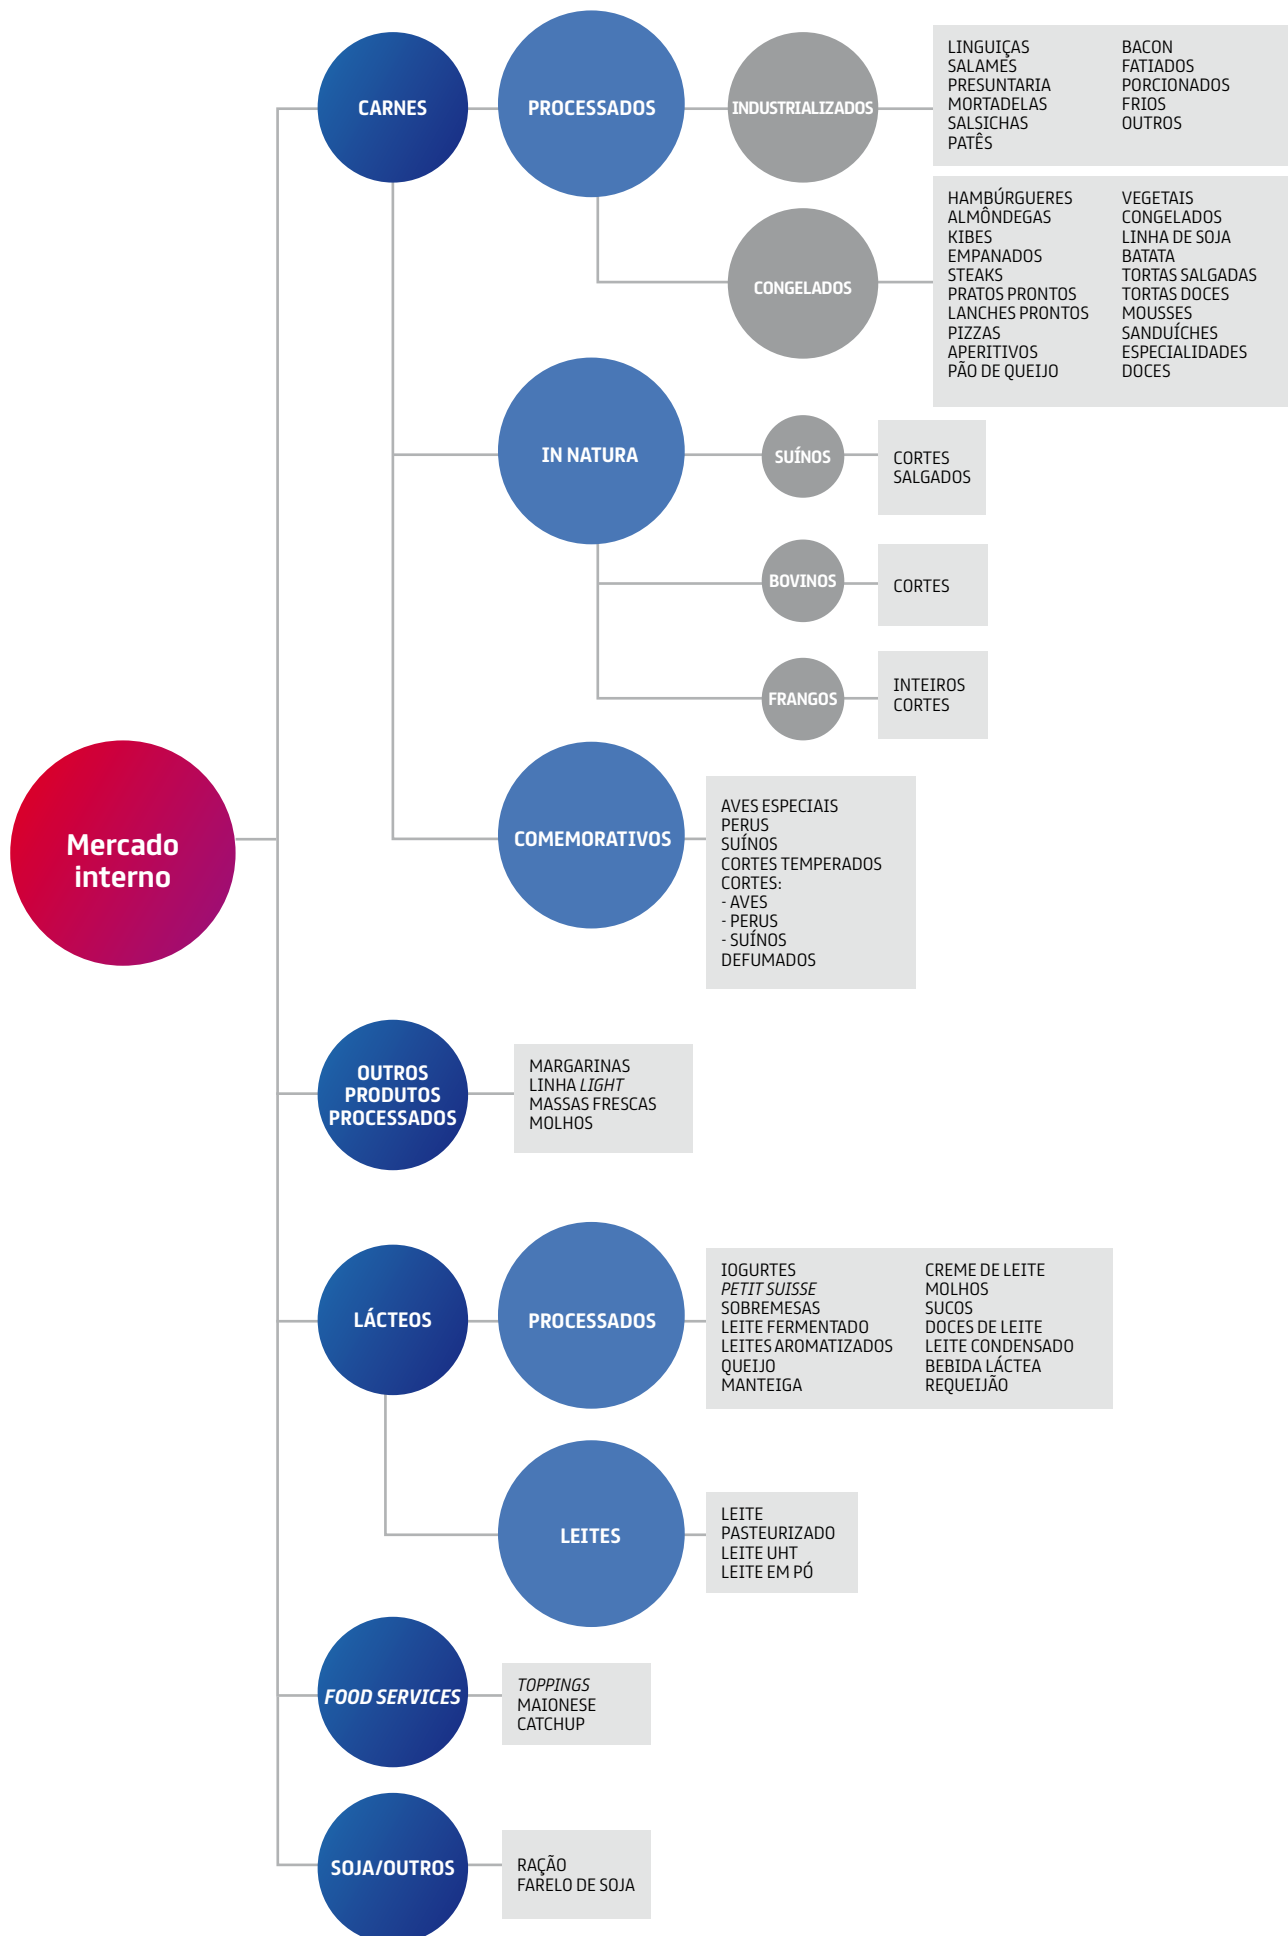 Mercado
interno
CARNES
PROCESSADOS
INDUSTRIALIZADOS
LINGUIÇAS
SALAMES
PRESUNTARIA
MORTADELAS
SALSICHAS
PATÊS
BACON
FATIADOS
PORCIONADOS
FRIOS
OUTROS
CONGELADOS
HAMBÚRGUERES
ALMÔNDEGAS
KIBES
EMPANADOS
STEAKS
PRATOS PRONTOS
LANCHES PRONTOS
PIZZAS
APERITIVOS
PÃO DE QUEIJO
VEGETAIS
CONGELADOS
LINHA DE SOJA
BATATA
TORTAS SALGADAS
TORTAS DOCES
MOUSSES
SANDUÍCHES
ESPECIALIDADES
DOCES
IN NATURA
SUÍNOS
CORTES
SALGADOS
BOVINOS
CORTES
FRANGOS
INTEIROS
CORTES
COMEMORATIVOS
AVES ESPECIAIS
PERUS
SUÍNOS
CORTES TEMPERADOS
CORTES:
- AVES
- PERUS
- SUÍNOS
DEFUMADOS
OUTROS
PRODUTOS
PROCESSADOS
MARGARINAS
LINHA LIGHT
MASSAS FRESCAS
MOLHOS
LÁCTEOS
PROCESSADOS
IOGURTES
PETIT SUISSE
SOBREMESAS
LEITE FERMENTADO
LEITES AROMATIZADOS
QUEIJO
MANTEIGA
CREME DE LEITE
MOLHOS
SUCOS
DOCES DE LEITE
LEITE CONDENSADO
BEBIDA LÁCTEA
REQUEIJÃO
LEITES
LEITE
PASTEURIZADO
LEITE UHT
LEITE EM PÓ
FOOD SERVICES
TOPPINGS
MAIONESE
CATCHUP
SOJA/OUTROS
RAÇÃO
FARELO DE SOJA